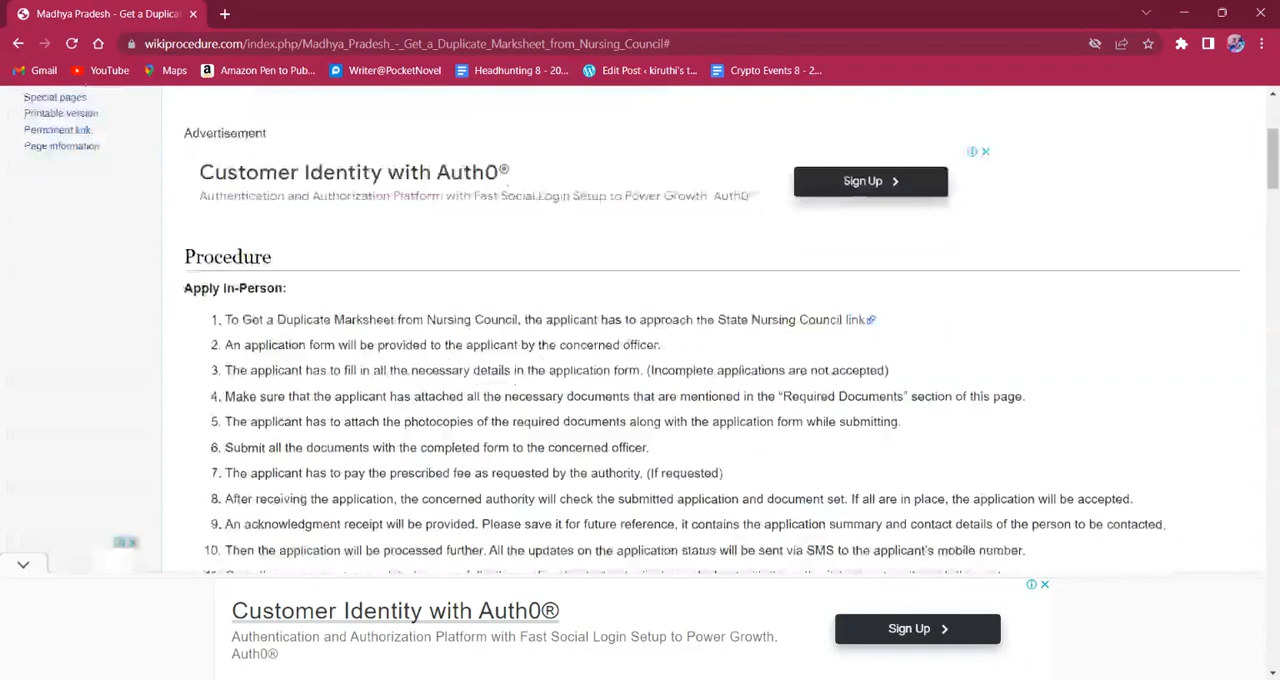 Madhya Pradesh - Get a Duplicat
wikiprocedure.com/index.php/Madhya_Pradesh_-_Get_a_Duplicate_Marksheet_from_Nursing_Council#
Gmail YouTube Maps Amazon Pen to Pub... Writer@PocketNovel Headhunting 8 - 20... Edit Post ‹ kiruthi's t... Crypto Events 8 - 2...
Special pages
Printable version
Permanent link
Page information
Advertisement
Customer Identity with Auth0®
Sign Up
Authentication and Authorization Platform with Fast Social Login Setup to Power Growth Auth0®
Procedure
Apply In-Person:
1. To Get a Duplicate Marksheet from Nursing Council, the applicant has to approach the State Nursing Council link
2. An application form will be provided to the applicant by the concerned officer.
3. The applicant has to fill in all the necessary details in the application form. (Incomplete applications are not accepted)
4. Make sure that the applicant has attached all the necessary documents that are mentioned in the “Required Documents” section of this page.
5. The applicant has to attach the photocopies of the required documents along with the application form while submitting.
6. Submit all the documents with the completed form to the concerned officer.
7. The applicant has to pay the prescribed fee as requested by the authority. (If requested)
8. After receiving the application, the concerned authority will check the submitted application and document set. If all are in place, the application will be accepted.
9. An acknowledgment receipt will be provided. Please save it for future reference, it contains the application summary and contact details of the person to be contacted.
10. Then the application will be processed further. All the updates on the application status will be sent via SMS to the applicant's mobile number.
Customer Identity with Auth0®
Authentication and Authorization Platform with Fast Social Login Setup to Power Growth.
Auth0®
Sign Up